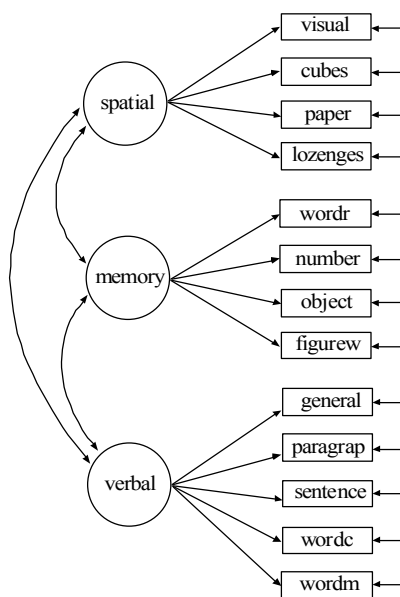 visual
cubes
spatial
paper
lozenges
wordr
number
memory
object
figurew
general
paragrap
verbal
sentence
wordc
wordm